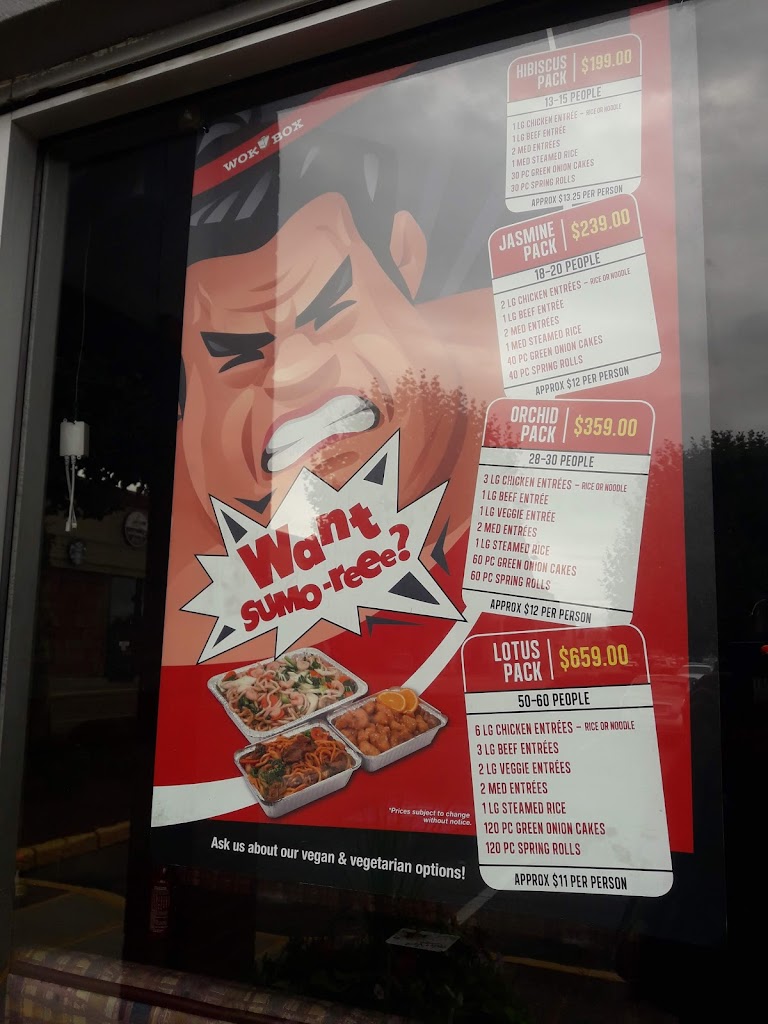 WOK BOX
Want
SUMO-reee?
HIBISCUS
PACK
$199.00
13-15 PEOPLE
1 LG CHICKEN ENTRÉE – RICE OR NOODLE
1 LG BEEF ENTRÉE
2 MED ENTRÉES
1 MED STEAMED RICE
30 PC GREEN ONION CAKES
30 PC SPRING ROLLS
APPROX $13.25 PER PERSON
JASMINE
PACK
$239.00
18-20 PEOPLE
2 LG CHICKEN ENTRÉES – RICE OR NOODLE
1 LG BEEF ENTRÉE
2 MED ENTRÉES
1 MED STEAMED RICE
40 PC GREEN ONION CAKES
40 PC SPRING ROLLS
APPROX $12 PER PERSON
ORCHID
PACK
$359.00
28-30 PEOPLE
3 LG CHICKEN ENTRÉES – RICE OR NOODLE
1 LG BEEF ENTRÉE
1 LG VEGGIE ENTRÉE
2 MED ENTRÉES
1 LG STEAMED RICE
60 PC GREEN ONION CAKES
60 PC SPRING ROLLS
APPROX $12 PER PERSON
LOTUS
PACK
$659.00
50-60 PEOPLE
6 LG CHICKEN ENTRÉES – RICE OR NOODLE
3 LG BEEF ENTRÉES
2 LG VEGGIE ENTRÉES
2 MED ENTRÉES
1 LG STEAMED RICE
120 PC GREEN ONION CAKES
120 PC SPRING ROLLS
APPROX $11 PER PERSON
*Prices subject to change
without notice.
Ask us about our vegan & vegetarian options!